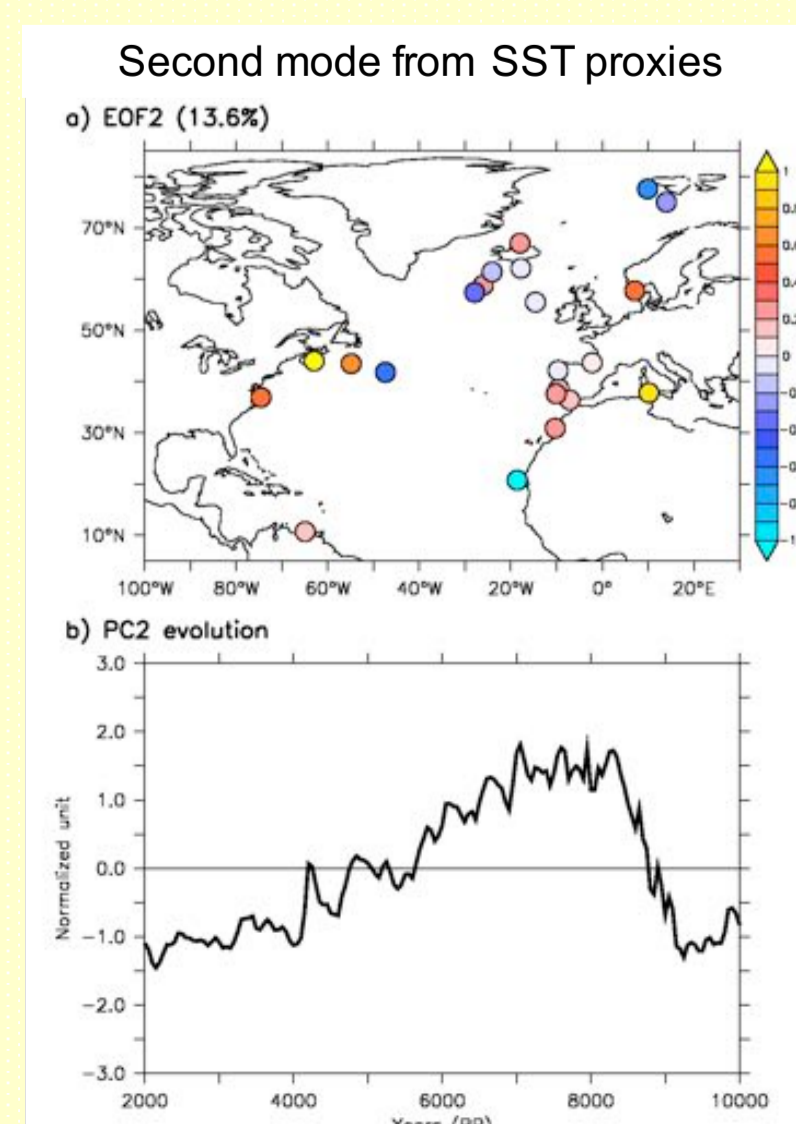 Second mode from SST proxies
a) EOF2 (13.6%)
70°N
50°N
30°N
10°N
100°W 80°W 60°W 40°W 20°W 0° 20°E
1
0
b) PC2 evolution
3.0
2.0
1.0
0.0
-1.0
-2.0
-3.0
Normalized unit
2000 4000 6000 8000 10000
Years (BP)